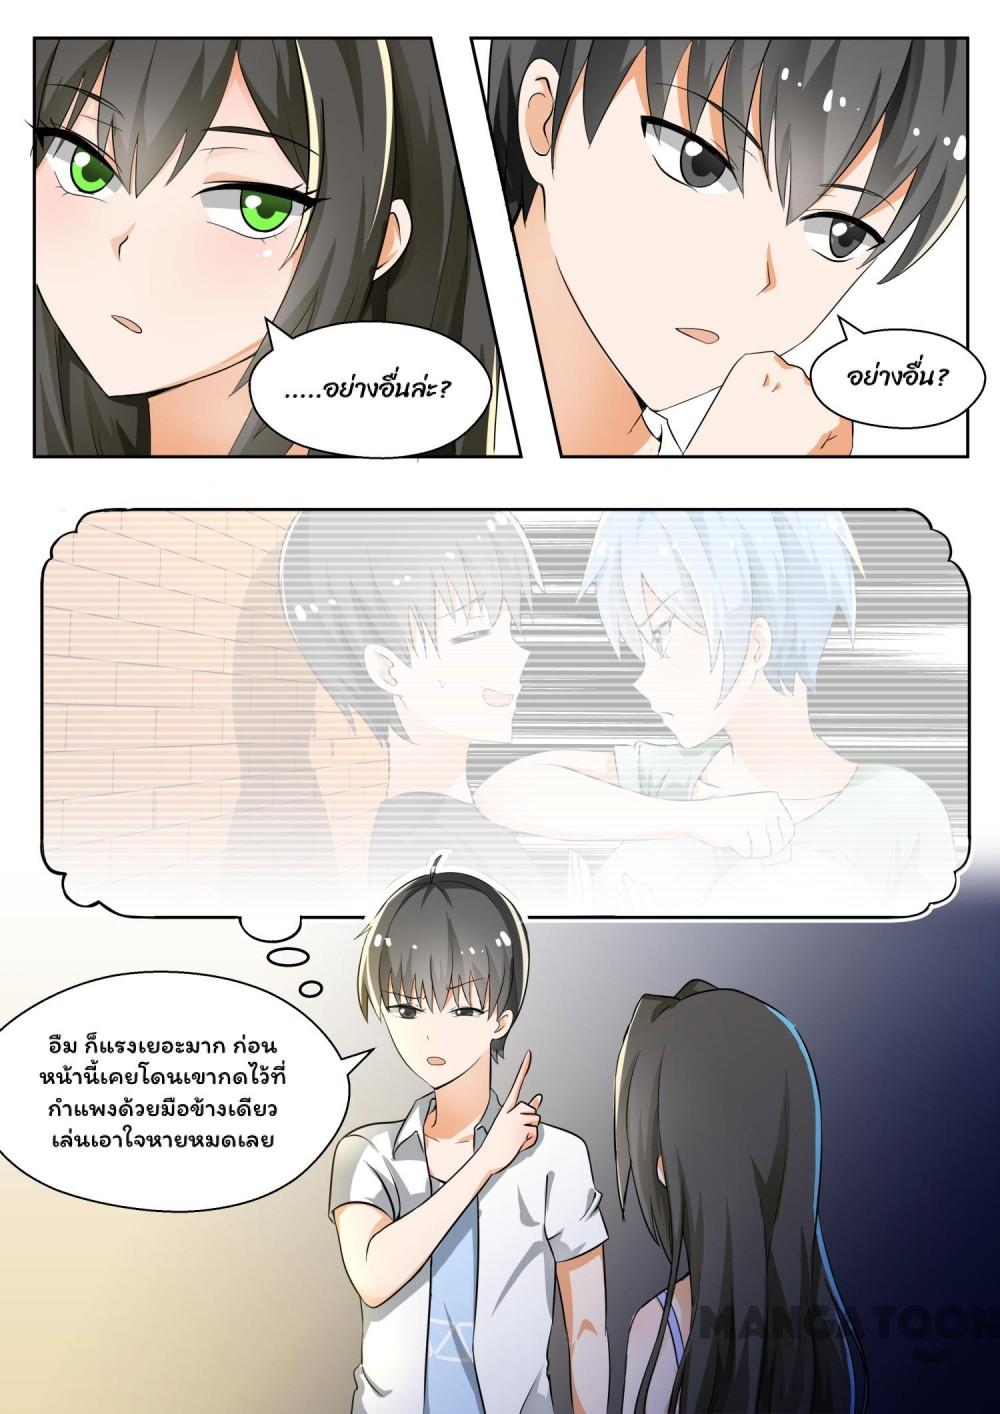 .....อย่างอื่นล่ะ?
อย่างอื่น?
อืม ก็แรงเยอะมาก ก่อน
หน้านี้เคยโดนเขากดไว้ที่
กำแพงด้วยมือข้างเดียว
เล่นเอาใจหายหมดเลย
MANGATOON